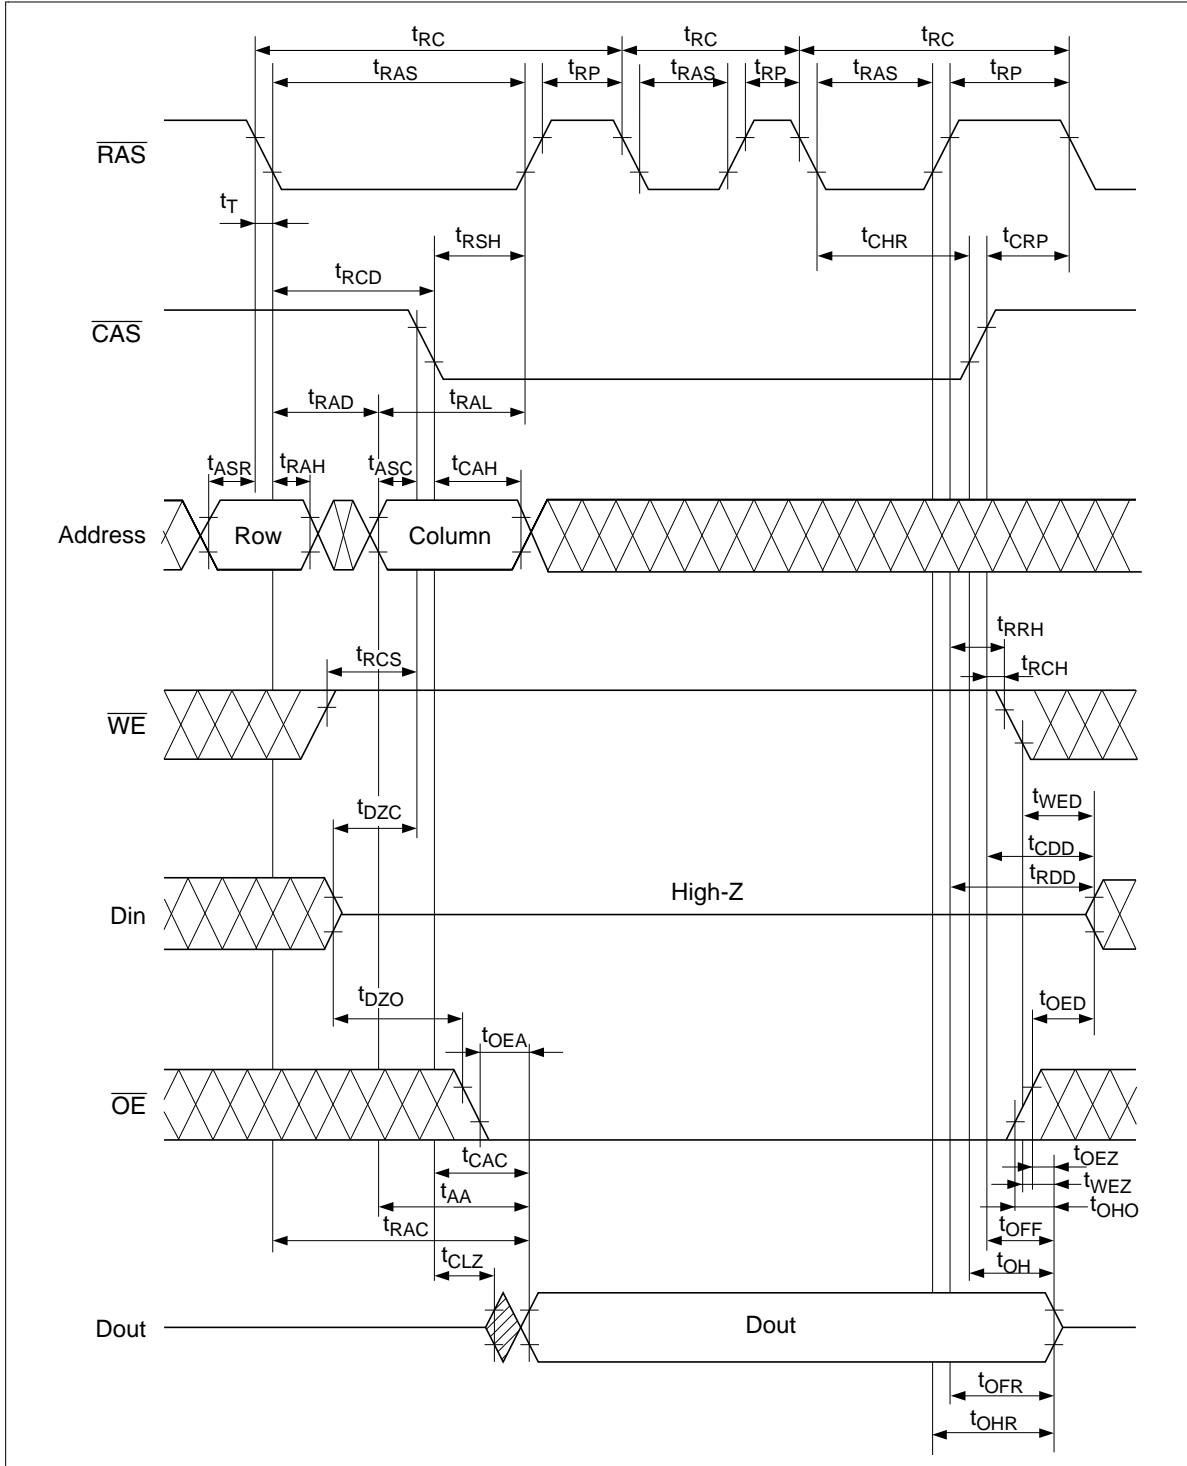 tRC tRC tRC
tRAS tRP tRAS tRP tRAS tRP
RAS
tT
tRSH tCHR tCRP
tRCD
CAS
tRAD tRAL
tASR tRAH tASC tCAH
Address Row Column
tRRH
tRCS tRCH
WE
tWED
tDZC
tCDD
tRDD
High-Z
Din
tDZO tOED
tOEA
OE
tCAC tOEZ
tAA tWEZ
tOHO
tRAC tOFF
tCLZ tOH
Dout Dout
tOFR
tOHR